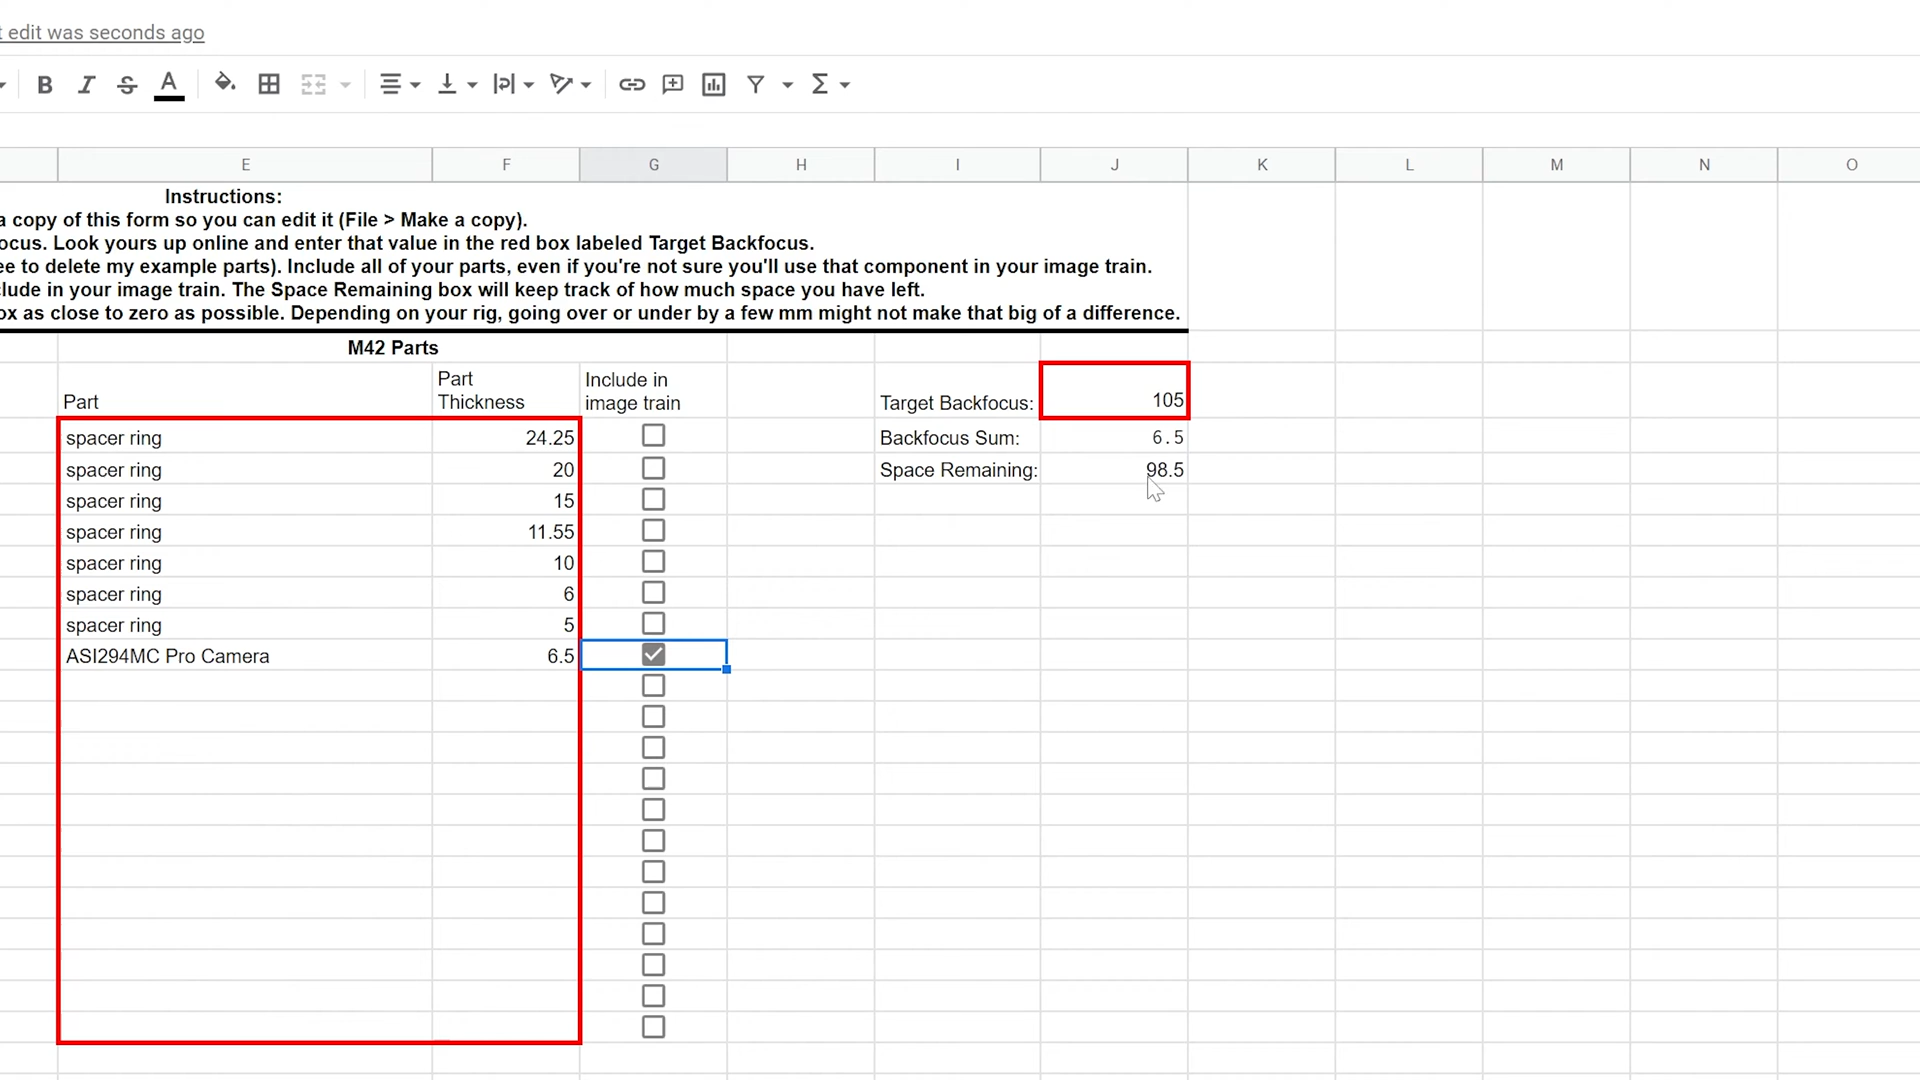 t edit was seconds ago
E F G H I J K L M N O
Instructions:
a copy of this form so you can edit it (File > Make a copy).
ocus. Look yours up online and enter that value in the red box labeled Target Backfocus.
ee to delete my example parts). Include all of your parts, even if you're not sure you'll use that component in your image train.
clude in your image train. The Space Remaining box will keep track of how much space you have left.
ox as close to zero as possible. Depending on your rig, going over or under by a few mm might not make that big of a difference.
M42 Parts
Part Part Thickness Include in image train Target Backfocus: 105
spacer ring 24.25 Backfocus Sum: 6.5
spacer ring 20 Space Remaining: 98.5
spacer ring 15
spacer ring 11.55
spacer ring 10
spacer ring 6
spacer ring 5
ASI294MC Pro Camera 6.5